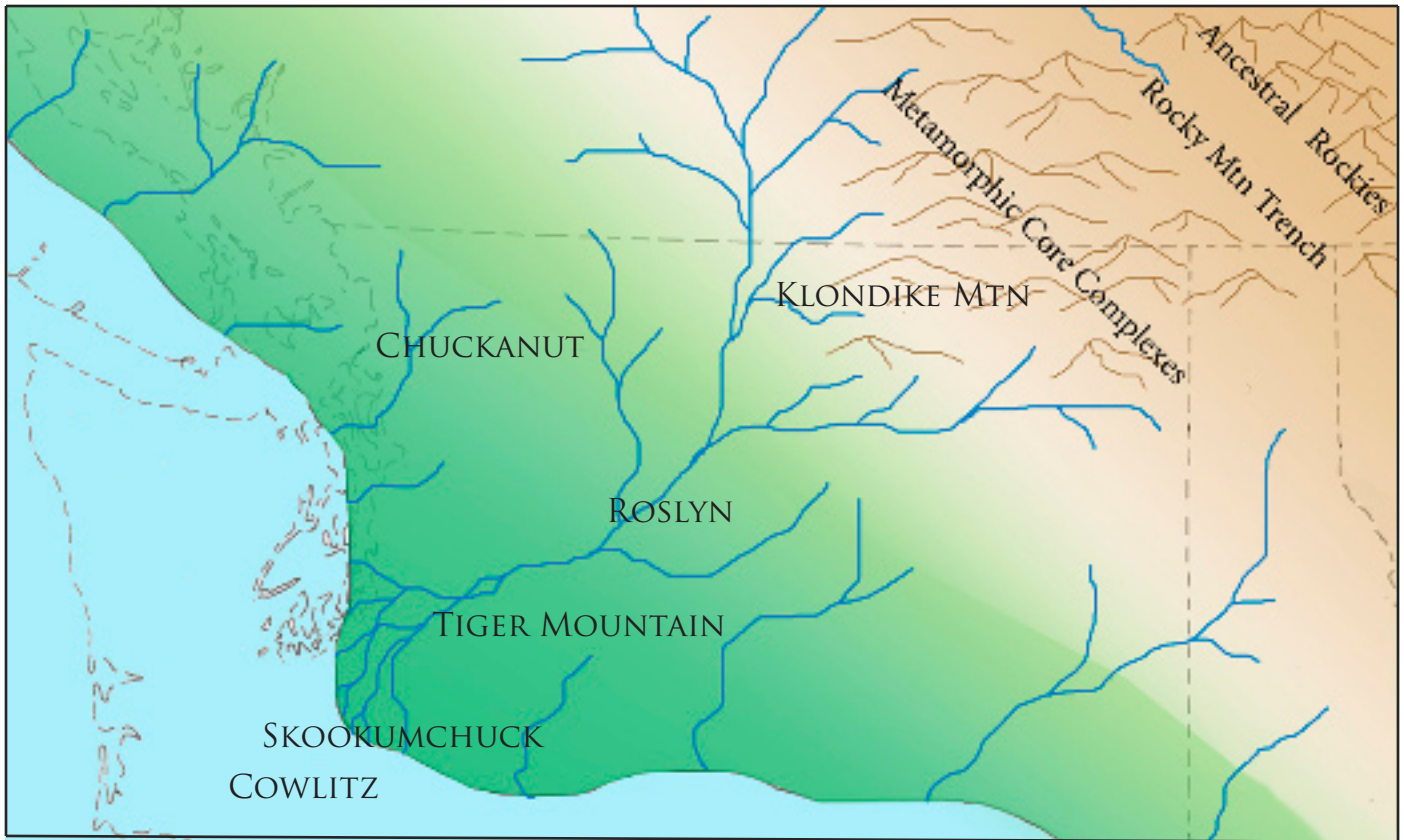 Ancestral Rockies
Rocky Mtn Trench
Metamorphic Core Complexes
KLONDIKE MTN
CHUCKANUT
ROSLYN
TIGER MOUNTAIN
SKOOKUMCHUCK
COWLITZ